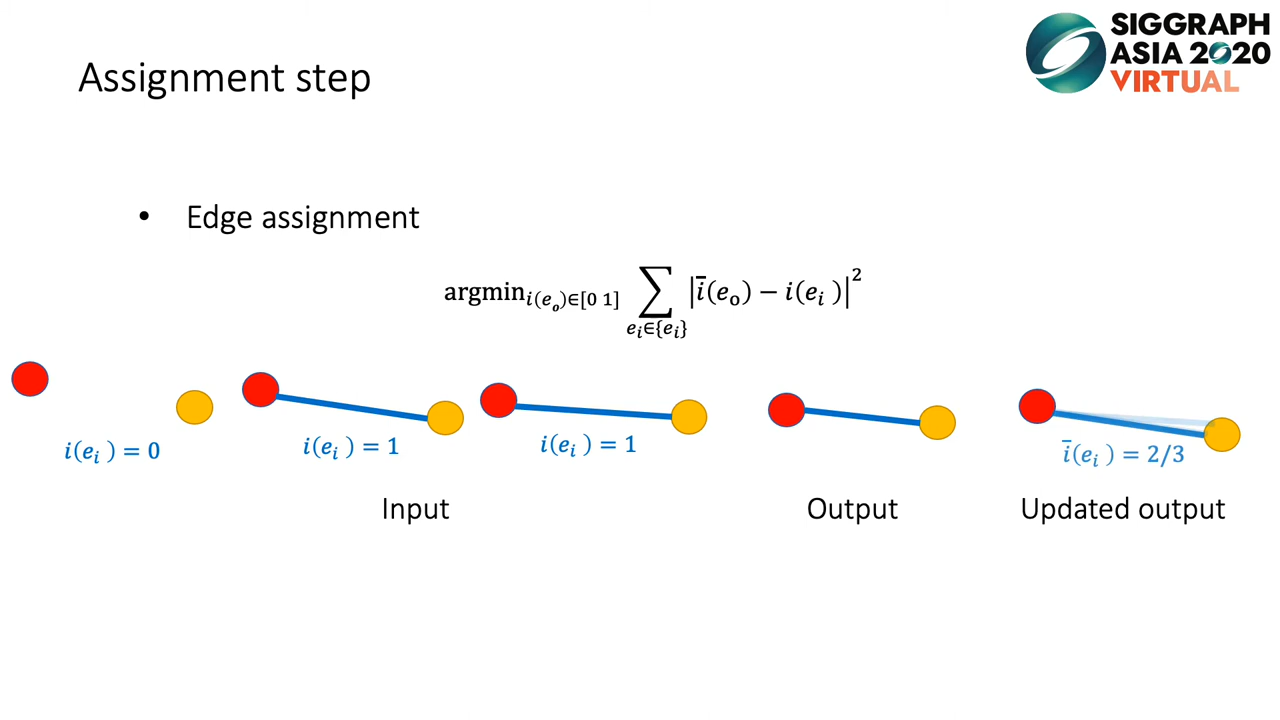 SIGGRAPH
ASIA 2020
VIRTUAL
Assignment step
• Edge assignment
argmin_{i(e_o)∈[0 1]} ∑_{e_i∈{e_i}} |i̅(e_o) − i(e_i )|²
i(e_i ) = 0
i(e_i ) = 1
i(e_i ) = 1
i̅(e_i ) = 2/3
Input
Output
Updated output